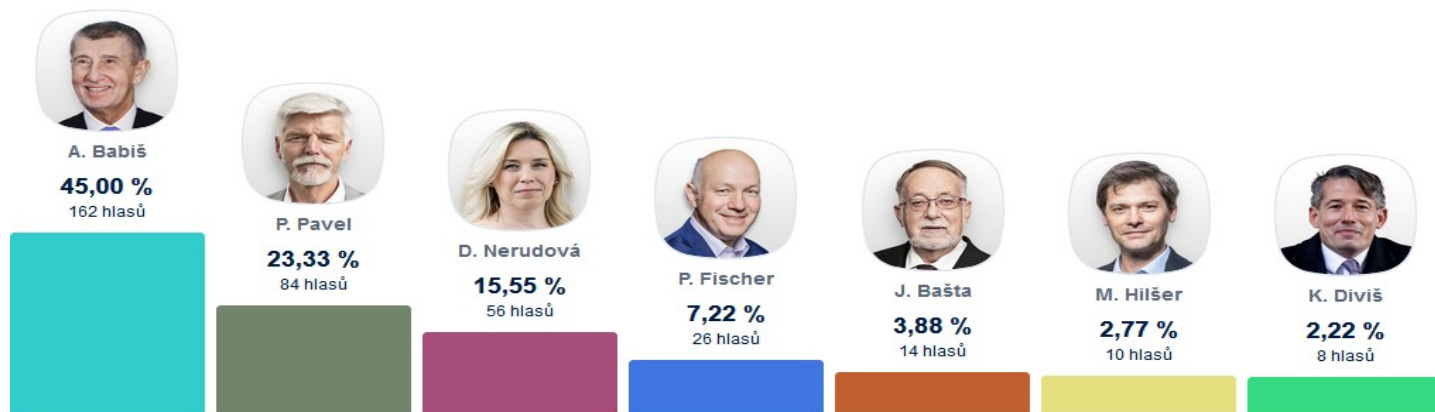 A. Babiš
45,00 %
162 hlasů
P. Pavel
23,33 %
84 hlasů
D. Nerudová
15,55 %
56 hlasů
P. Fischer
7,22 %
26 hlasů
J. Bašta
3,88 %
14 hlasů
M. Hilšer
2,77 %
10 hlasů
K. Diviš
2,22 %
8 hlasů